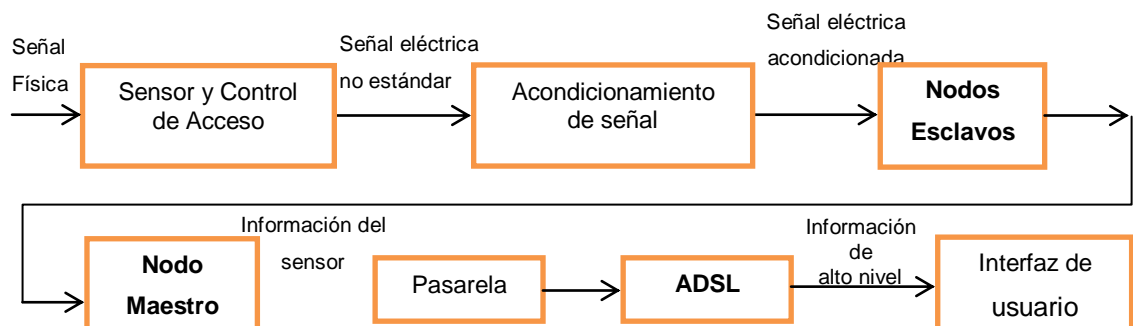 Señal
Física
Sensor y Control
de Acceso
Señal eléctrica
no estándar
Acondicionamiento
de señal
Señal eléctrica
acondicionada
Nodos
Esclavos
Nodo
Maestro
Información del
sensor
Pasarela
ADSL
Información
de
alto nivel
Interfaz de
usuario